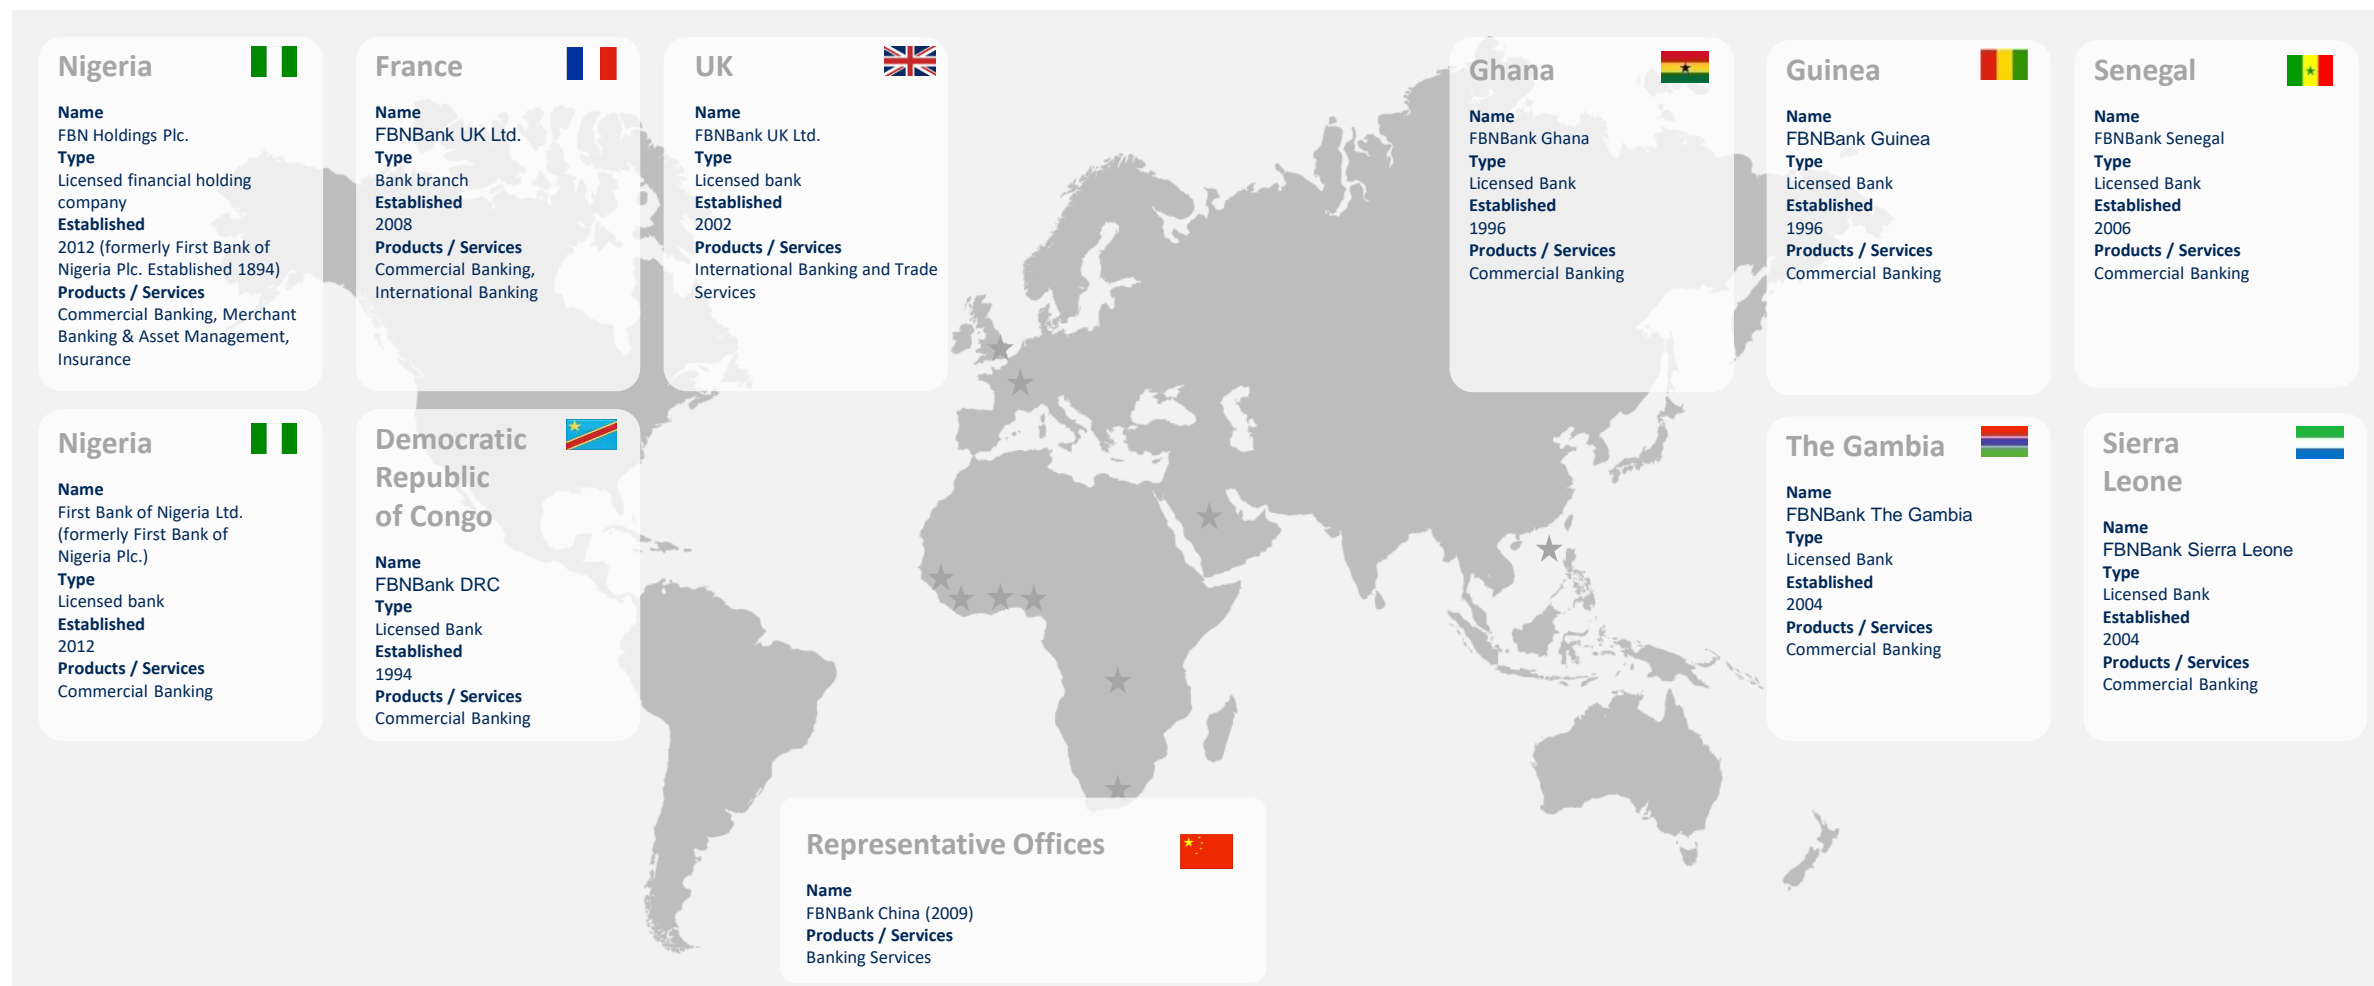 Nigeria
Name
FBN Holdings Plc.
Type
Licensed financial holding
company
Established
2012 (formerly First Bank of
Nigeria Plc. Established 1894)
Products / Services
Commercial Banking, Merchant
Banking & Asset Management,
Insurance
France
Name
FBNBank UK Ltd.
Type
Bank branch
Established
2008
Products / Services
Commercial Banking,
International Banking
UK
Name
FBNBank UK Ltd.
Type
Licensed bank
Established
2002
Products / Services
International Banking and Trade
Services
Ghana
Name
FBNBank Ghana
Type
Licensed Bank
Established
1996
Products / Services
Commercial Banking
Guinea
Name
FBNBank Guinea
Type
Licensed Bank
Established
1996
Products / Services
Commercial Banking
Senegal
Name
FBNBank Senegal
Type
Licensed Bank
Established
2006
Products / Services
Commercial Banking
Nigeria
Name
First Bank of Nigeria Ltd.
(formerly First Bank of
Nigeria Plc.)
Type
Licensed bank
Established
2012
Products / Services
Commercial Banking
Democratic
Republic
of Congo
Name
FBNBank DRC
Type
Licensed Bank
Established
1994
Products / Services
Commercial Banking
The Gambia
Name
FBNBank The Gambia
Type
Licensed Bank
Established
2004
Products / Services
Commercial Banking
Sierra
Leone
Name
FBNBank Sierra Leone
Type
Licensed Bank
Established
2004
Products / Services
Commercial Banking
Representative Offices
Name
FBNBank China (2009)
Products / Services
Banking Services